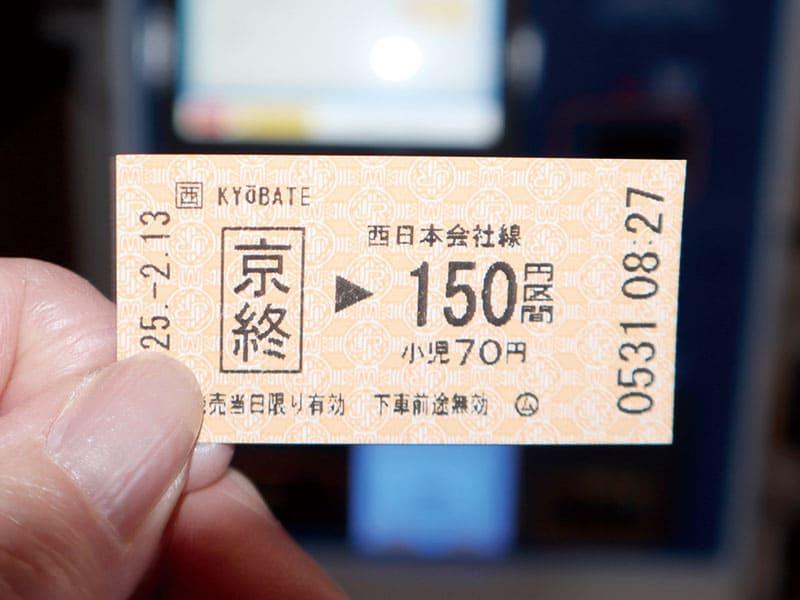 西 KYŌBATE
25.-2.13
京終
▶
西日本会社線
150円区間
小児70円
売当日限り有効 下車前途無効 ム
0531 08:27